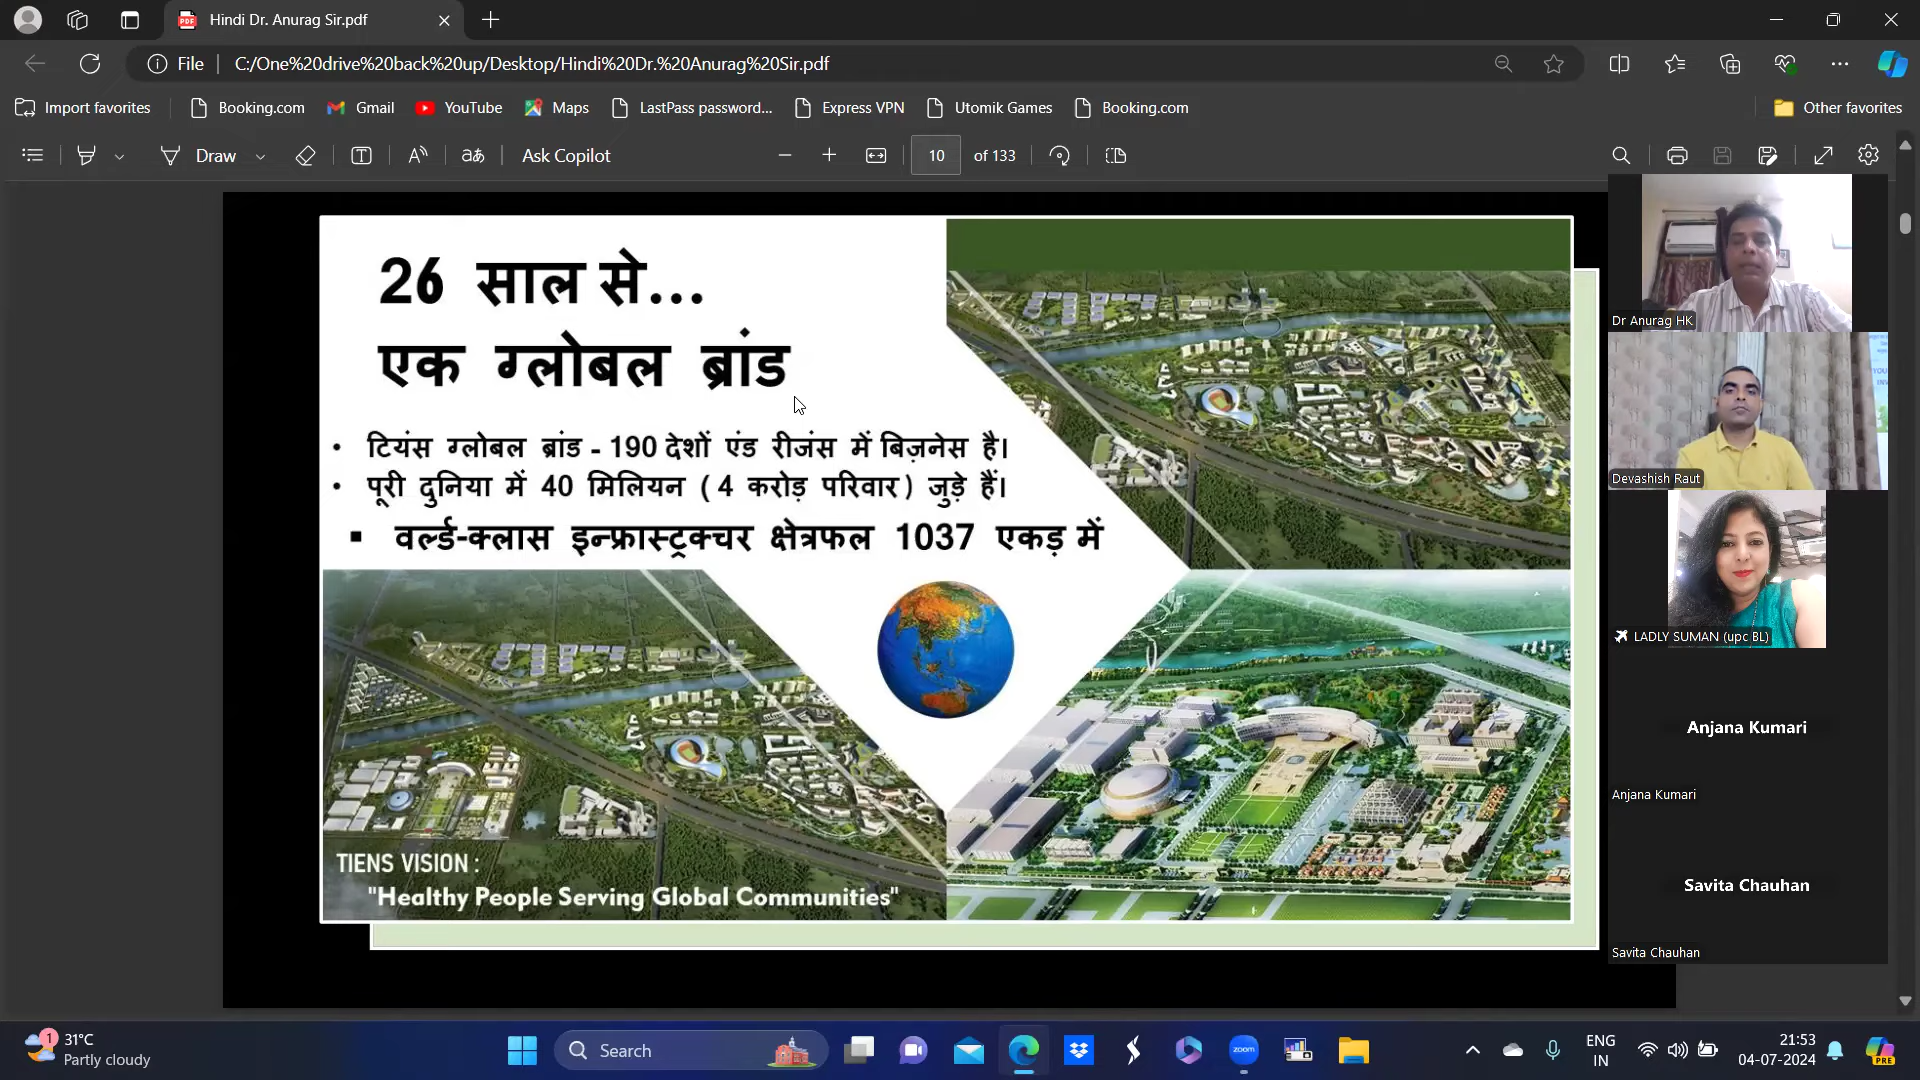 Hindi Dr. Anurag Sir.pdf
File
C:/One%20drive%20back%20up/Desktop/Hindi%20Dr.%20Anurag%20Sir.pdf
Import favorites
Booking.com
Gmail
YouTube
Maps
LastPass password...
Express VPN
Utomik Games
Booking.com
Other favorites
Draw
Ask Copilot
10 of 133
26 साल से...
एक ग्लोबल ब्रांड
• टियंस ग्लोबल ब्रांड - 190 देशों एंड रीजंस में बिज़नेस है।
• पूरी दुनिया में 40 मिलियन ( 4 करोड़ परिवार ) जुड़े हैं।
▪ वर्ल्ड-क्लास इन्फ्रास्ट्रक्चर क्षेत्रफल 1037 एकड़ में
TIENS VISION :
"Healthy People Serving Global Communities"
Dr Anurag HK
Devashish Raut
LADLY SUMAN (upc BL)
Anjana Kumari
Anjana Kumari
Savita Chauhan
Savita Chauhan
1
31°C
Partly cloudy
Search
zoom
ENG
IN
21:53
04-07-2024
PRE